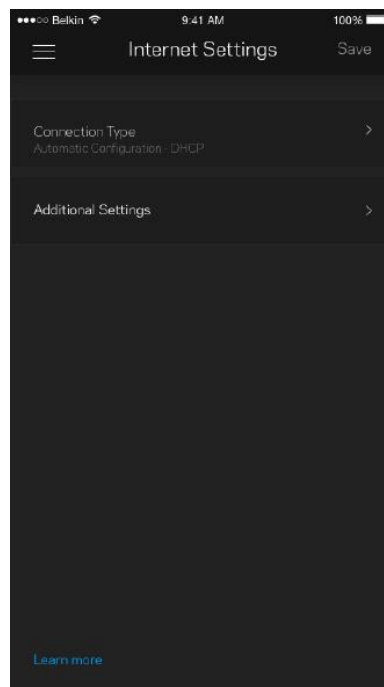 Belkin 9:41 AM 100%
Internet Settings Save
Connection Type >
Automatic Configuration - DHCP
Additional Settings >
Learn more